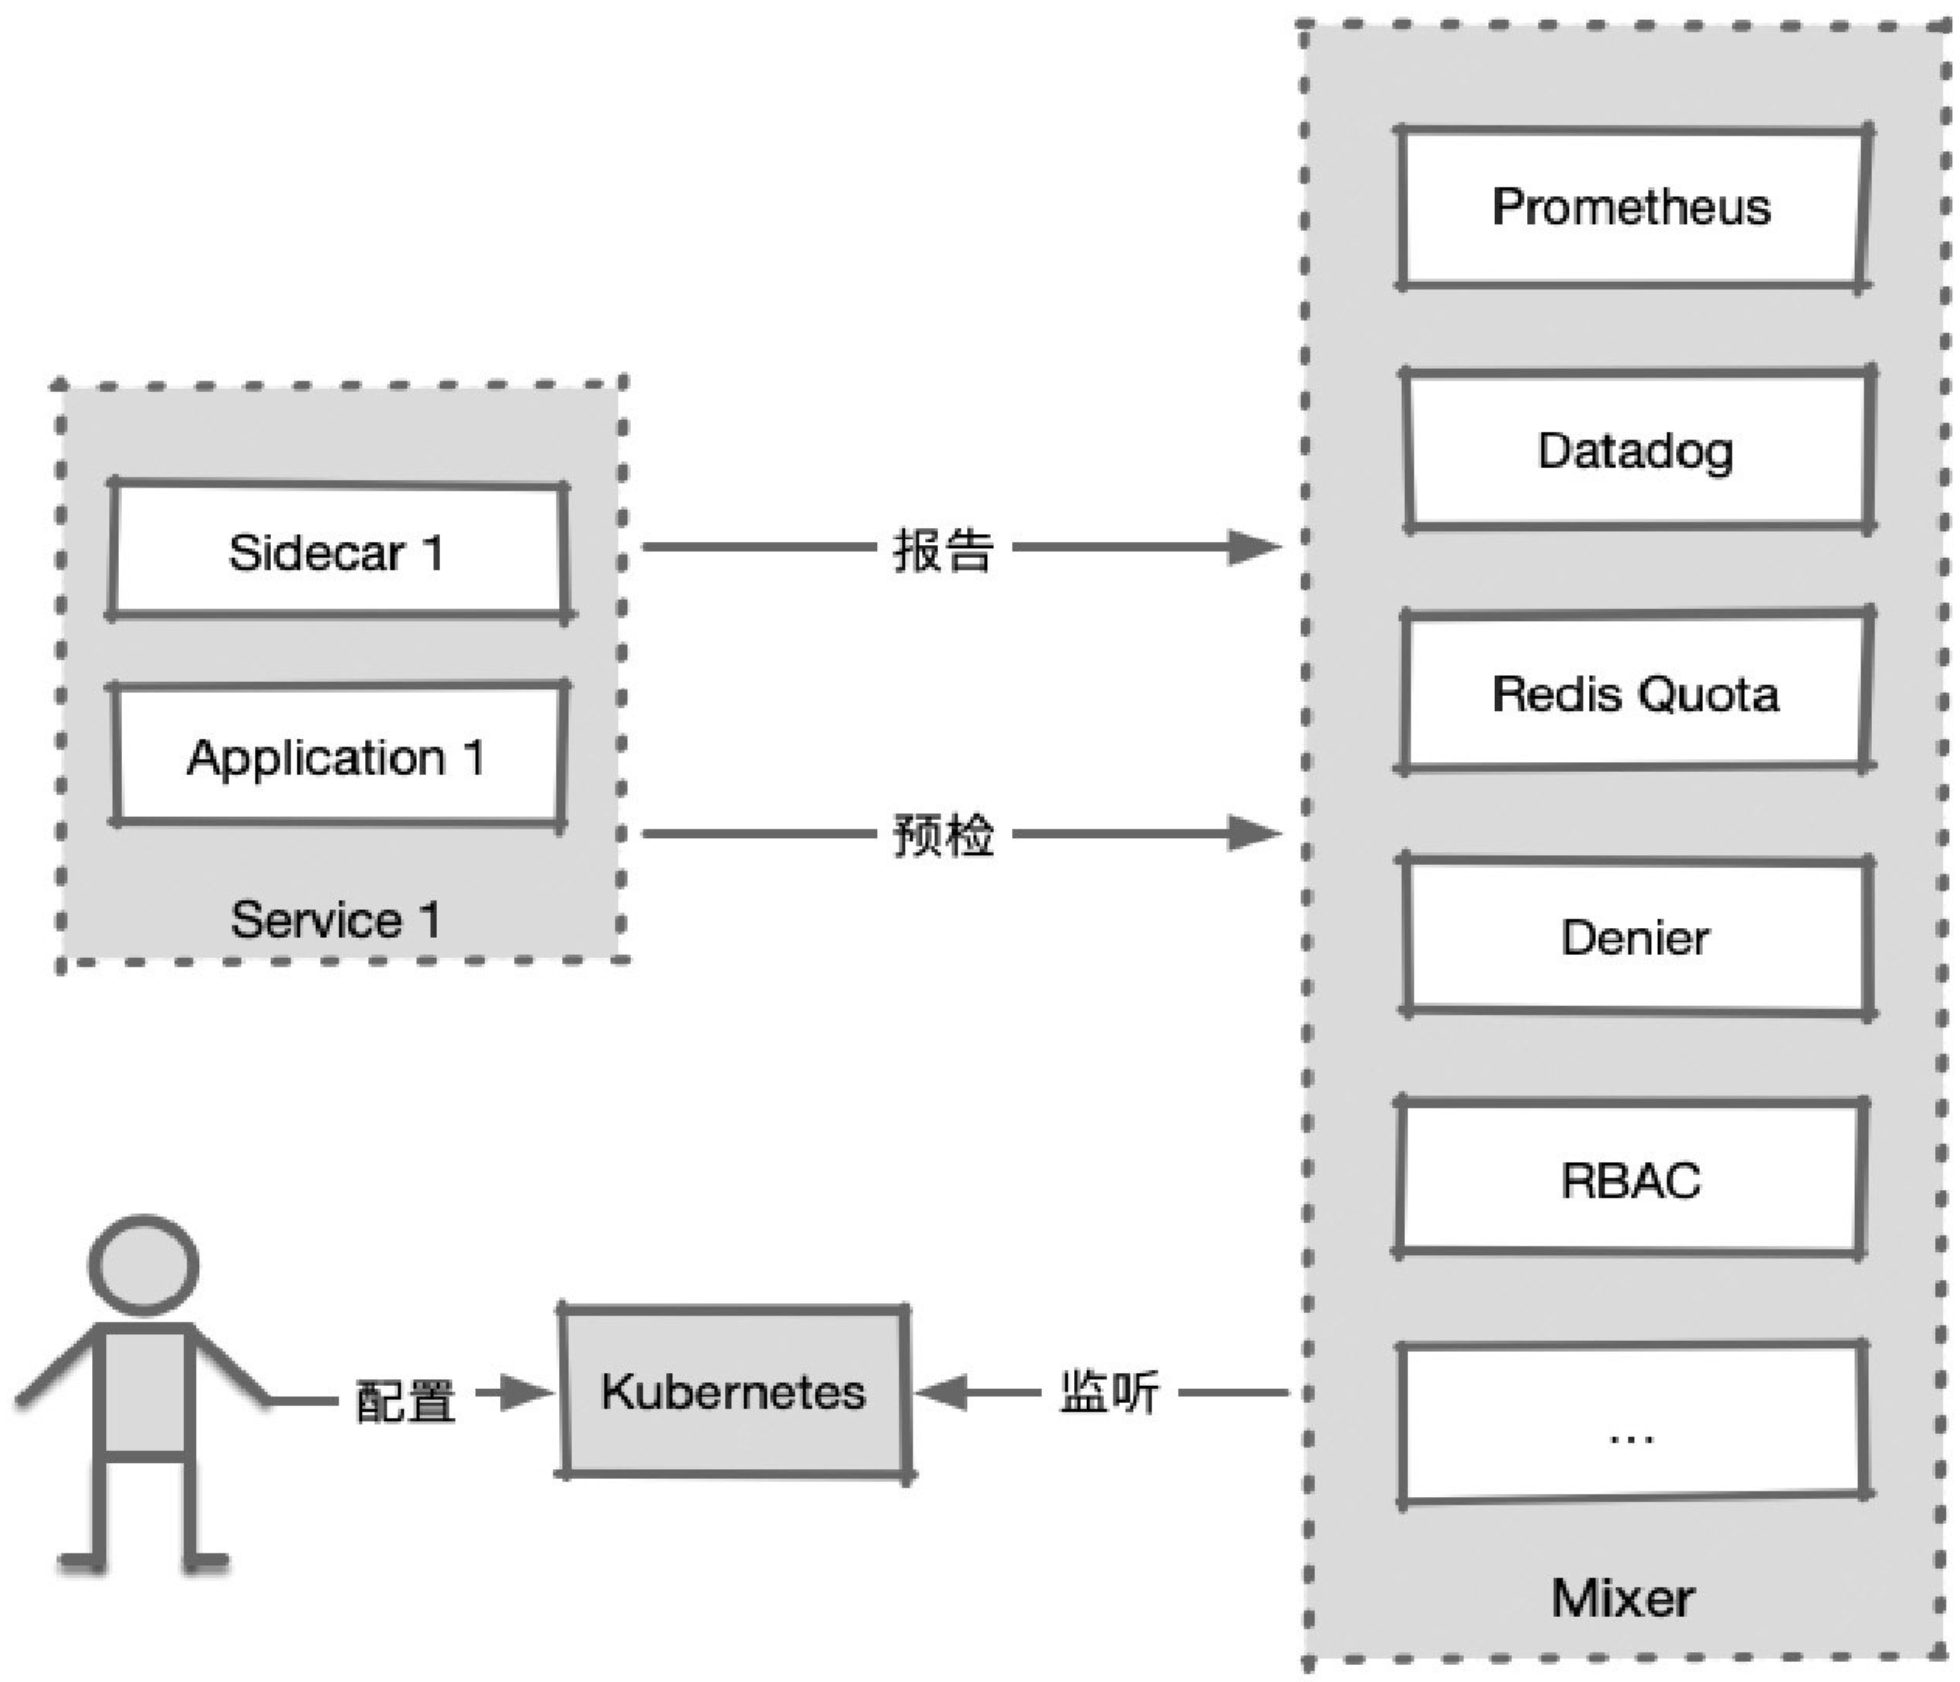 Prometheus
Datadog
Sidecar 1
报告
Redis Quota
Application 1
预检
Service 1
Denier
RBAC
配置
Kubernetes
监听
...
Mixer